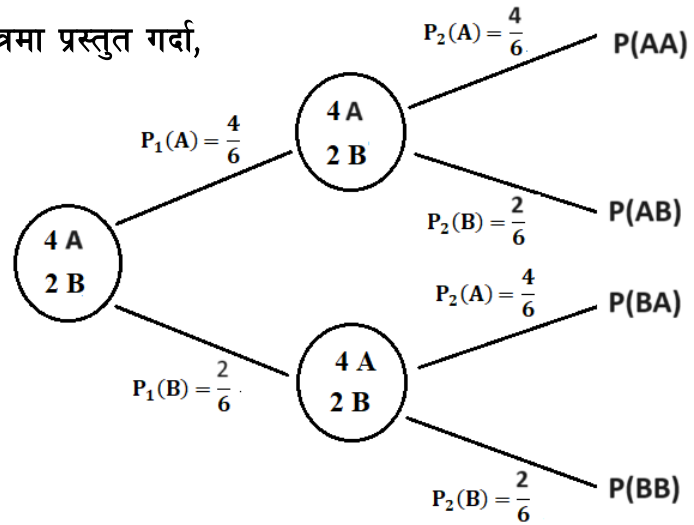 प्रस्तुत गर्दा,
P₂(A) = 4/6
P(AA)
4 A
2 B
P₁(A) = 4/6
P₂(B) = 2/6
P(AB)
4 A
2 B
P₂(A) = 4/6
P(BA)
4 A
2 B
P₁(B) = 2/6
P₂(B) = 2/6
P(BB)